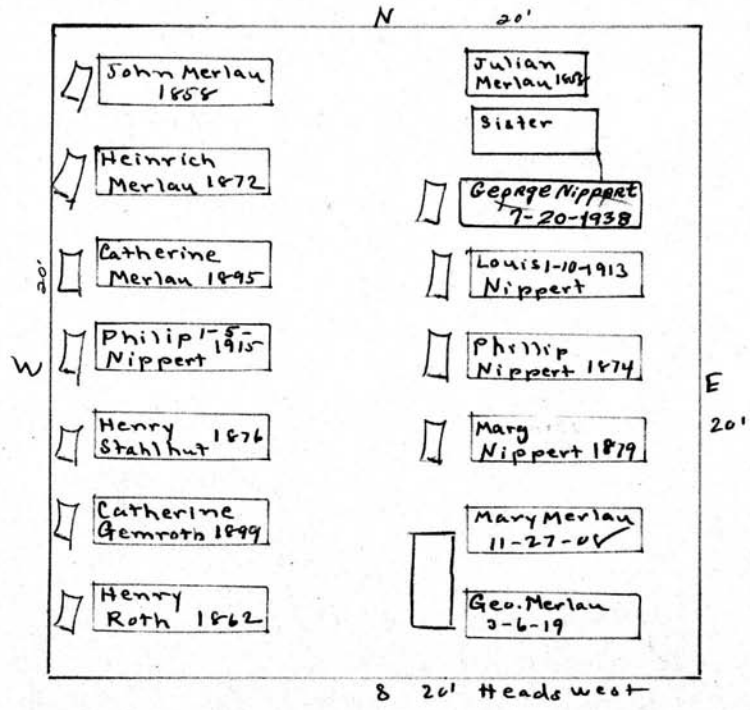 N 20'
John Merlau
1858
Heinrich
Merlau 1872
Catherine
Merlau 1895
Philip 1-5-
Nippert 1915
Henry
Stahlhut 1876
Catherine
Gemroth 1899
Henry
Roth 1862
20'
W
Julian
Merlau 1858
Sister
George Nippert
7-20-1938
Louis 1-10-1913
Nippert
Phillip
Nippert 1874
Mary
Nippert 1879
Mary Merlau
11-27-08
Geo. Merlau
3-6-19
E
20'
S 20' Heads west